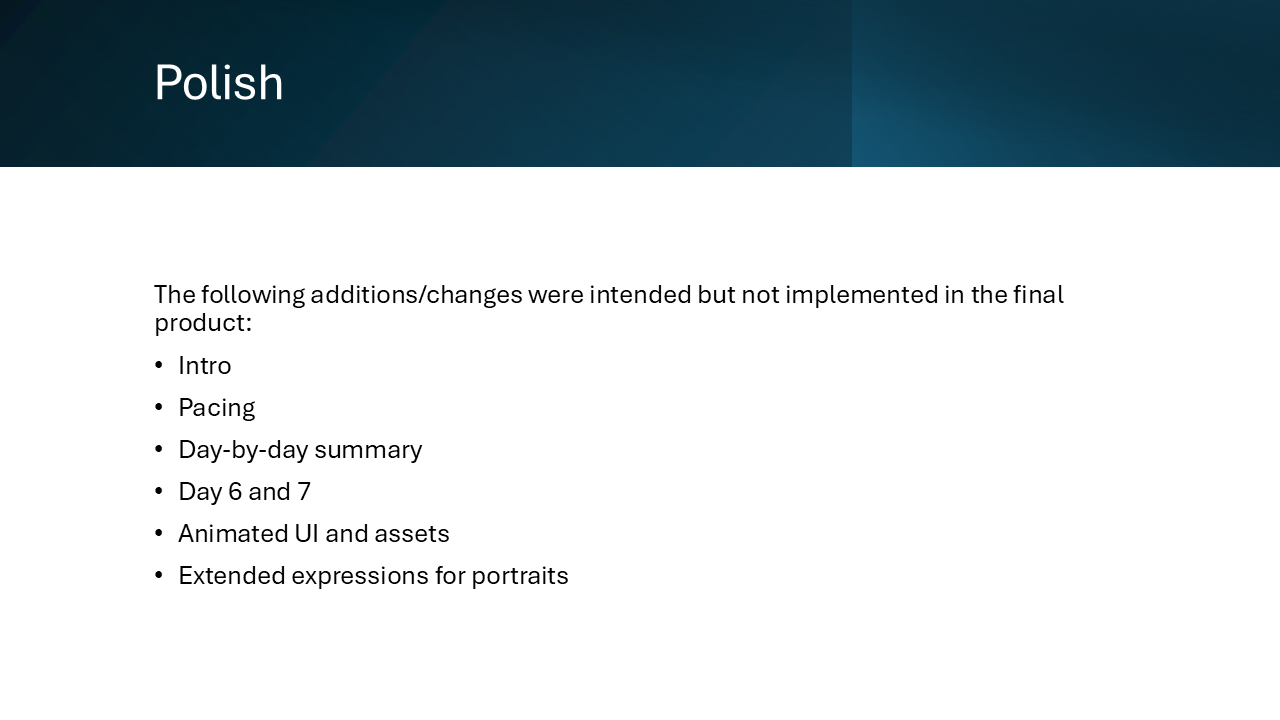 Polish
The following additions/changes were intended but not implemented in the final
product:
• Intro
• Pacing
• Day-by-day summary
• Day 6 and 7
• Animated UI and assets
• Extended expressions for portraits